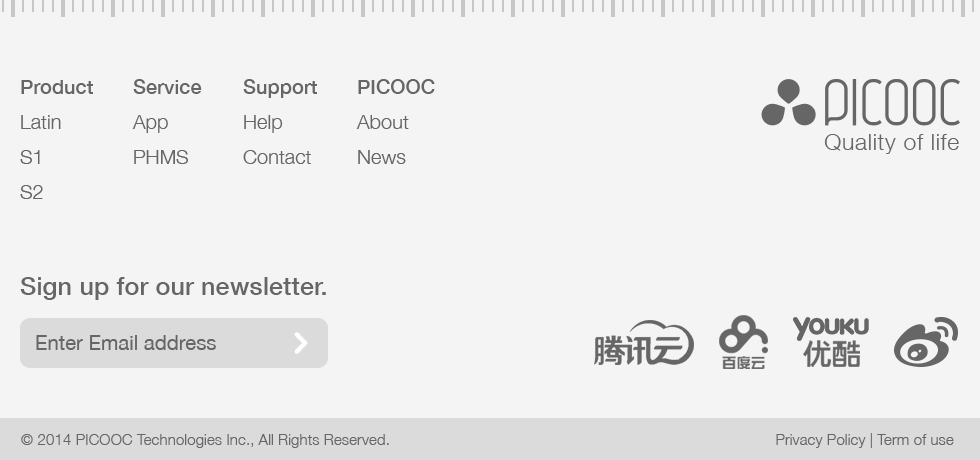 Product
Latin
S1
S2
Service
App
PHMS
Support
Help
Contact
PICOOC
About
News
PICOOC
Quality of life
Sign up for our newsletter.
Enter Email address
腾讯云
百度云
YOUKU
优酷
© 2014 PICOOC Technologies Inc., All Rights Reserved.
Privacy Policy | Term of use